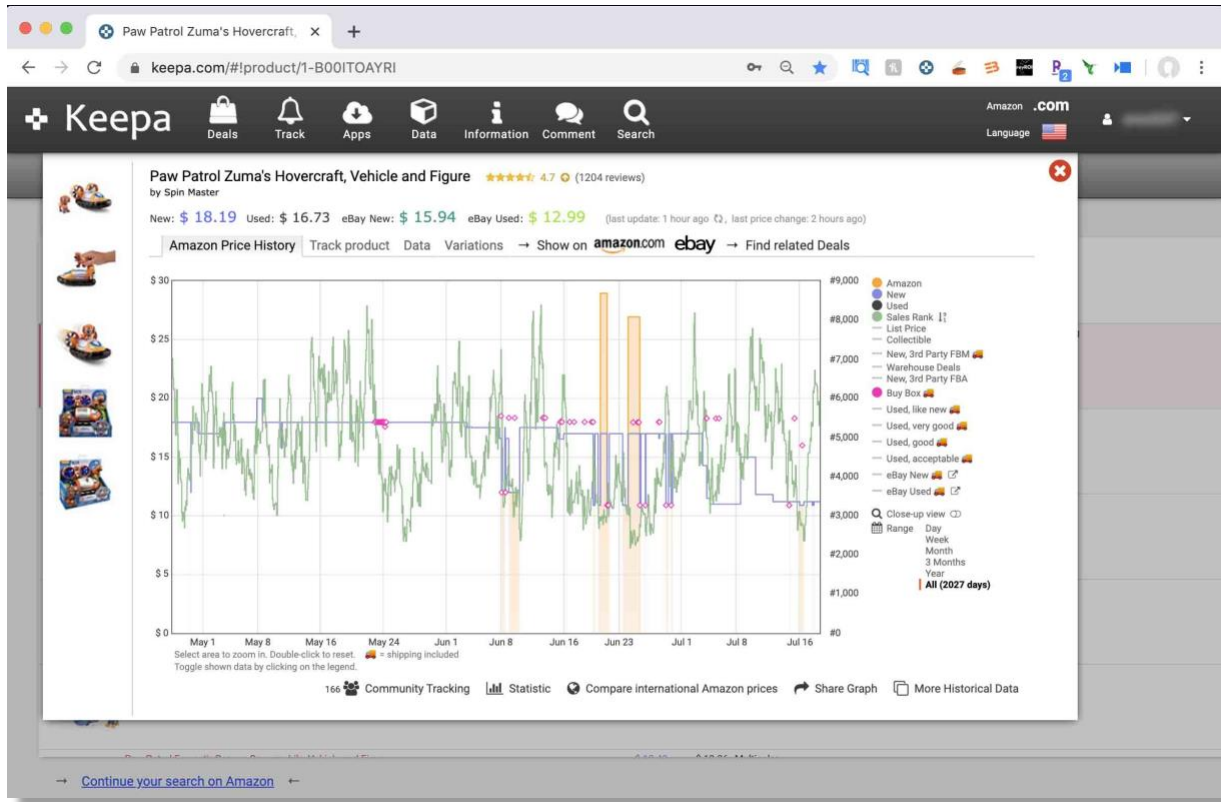 Paw Patrol Zuma's Hovercraft,
keepa.com/#!product/1-B00ITOAYRI
2
Keepa
Deals Track Apps Data Information Comment Search
Amazon .com
Language
Paw Patrol Zuma's Hovercraft, Vehicle and Figure 4.7 (1204 reviews)
by Spin Master
New: $ 18.19 Used: $ 16.73 eBay New: $ 15.94 eBay Used: $ 12.99 (last update: 1 hour ago, last price change: 2 hours ago)
Amazon Price History Track product Data Variations → Show on amazon.com ebay → Find related Deals
$ 30
$ 25
$ 20
$ 15
$ 10
$ 5
$ 0
#9,000
#8,000
#7,000
#6,000
#5,000
#4,000
#3,000
#2,000
#1,000
#0
May 1 May 8 May 16 May 24 Jun 1 Jun 8 Jun 16 Jun 23 Jul 1 Jul 8 Jul 16
Amazon
New
Used
Sales Rank
List Price
Collectible
New, 3rd Party FBM
Warehouse Deals
New, 3rd Party FBA
Buy Box
Used, like new
Used, very good
Used, good
Used, acceptable
eBay New
eBay Used
Close-up view
Range Day
Week
Month
3 Months
Year
All (2027 days)
Select area to zoom in. Double-click to reset. = shipping included
Toggle shown data by clicking on the legend.
166 Community Tracking Statistic Compare international Amazon prices Share Graph More Historical Data
→ Continue your search on Amazon ←